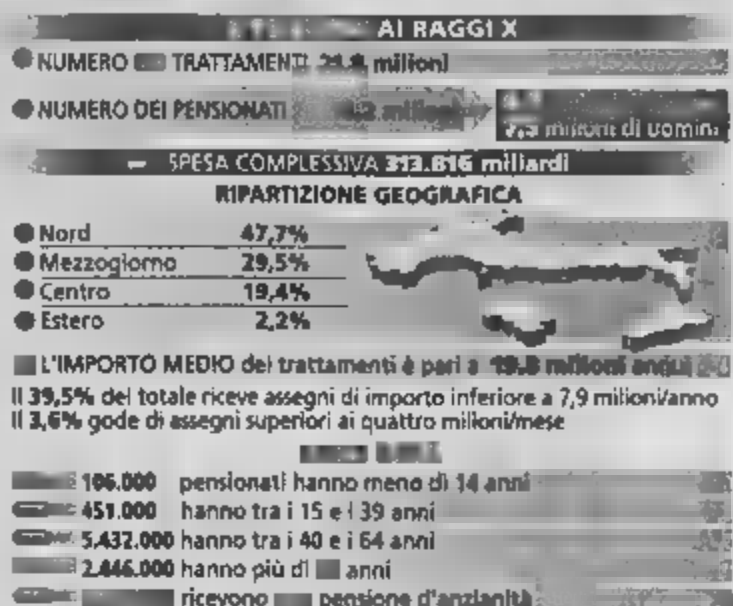 AI RAGGI X
NUMERO TRATTAMENTI milioni
NUMERO DEI PENSIONATI
milioni di uomini
SPESA COMPLESSIVA 313.816 miliardi
RIPARTIZIONE GEOGRAFICA
Nord 47,7%
Mezzogiorno 29,5%
Centro 19,4%
Estero 2,2%
L'IMPORTO MEDIO dei trattamenti è pari a milioni annui
Il 39,5% del totale riceve assegni di importo inferiore a 7,9 milioni/anno
Il 3,6% gode di assegni superiori ai quattro milioni/mese
106.000 pensionati hanno meno di 14 anni
451.000 hanno tra i 15 e i 39 anni
5.432.000 hanno tra i 40 e i 64 anni
2.446.000 hanno più di anni
ricevono pensione d'anzianità